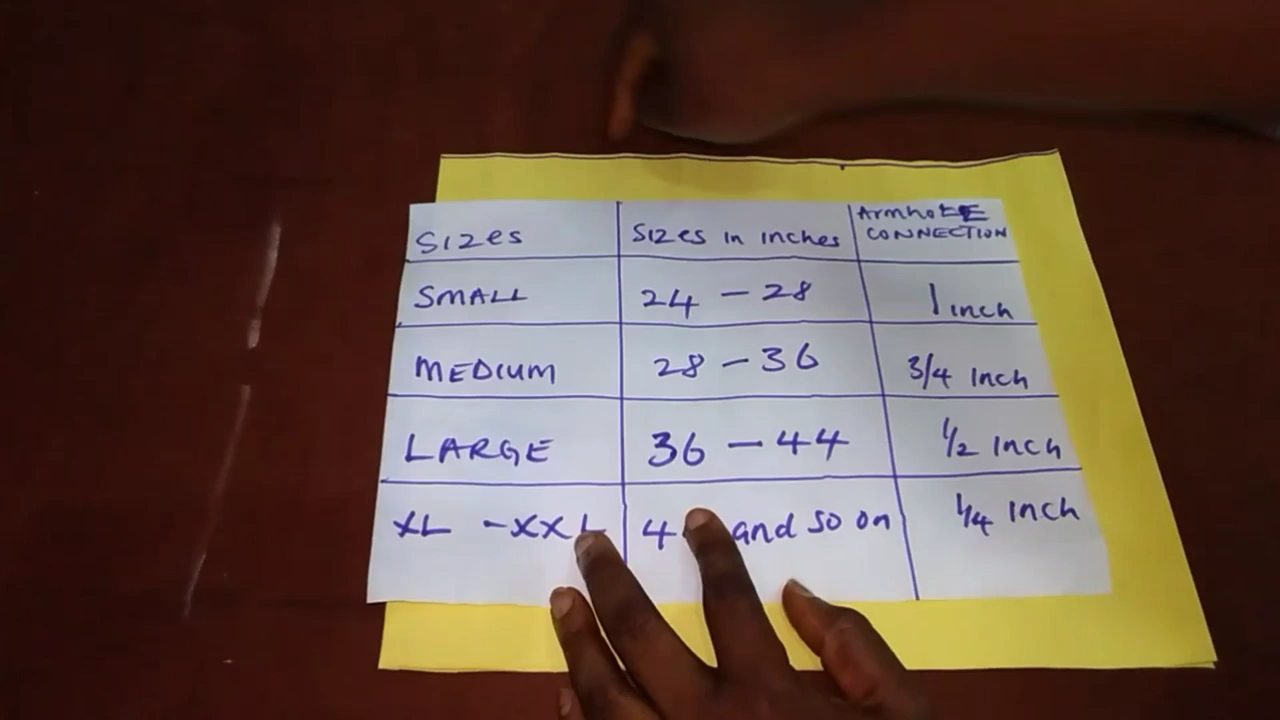 Sizes Sizes in inches Armhole CONNECTION
SMALL 24 - 28 1 inch
MEDIUM 28 - 36 3/4 inch
LARGE 36 - 44 1/2 inch
XL - XXL and so on 1/4 inch